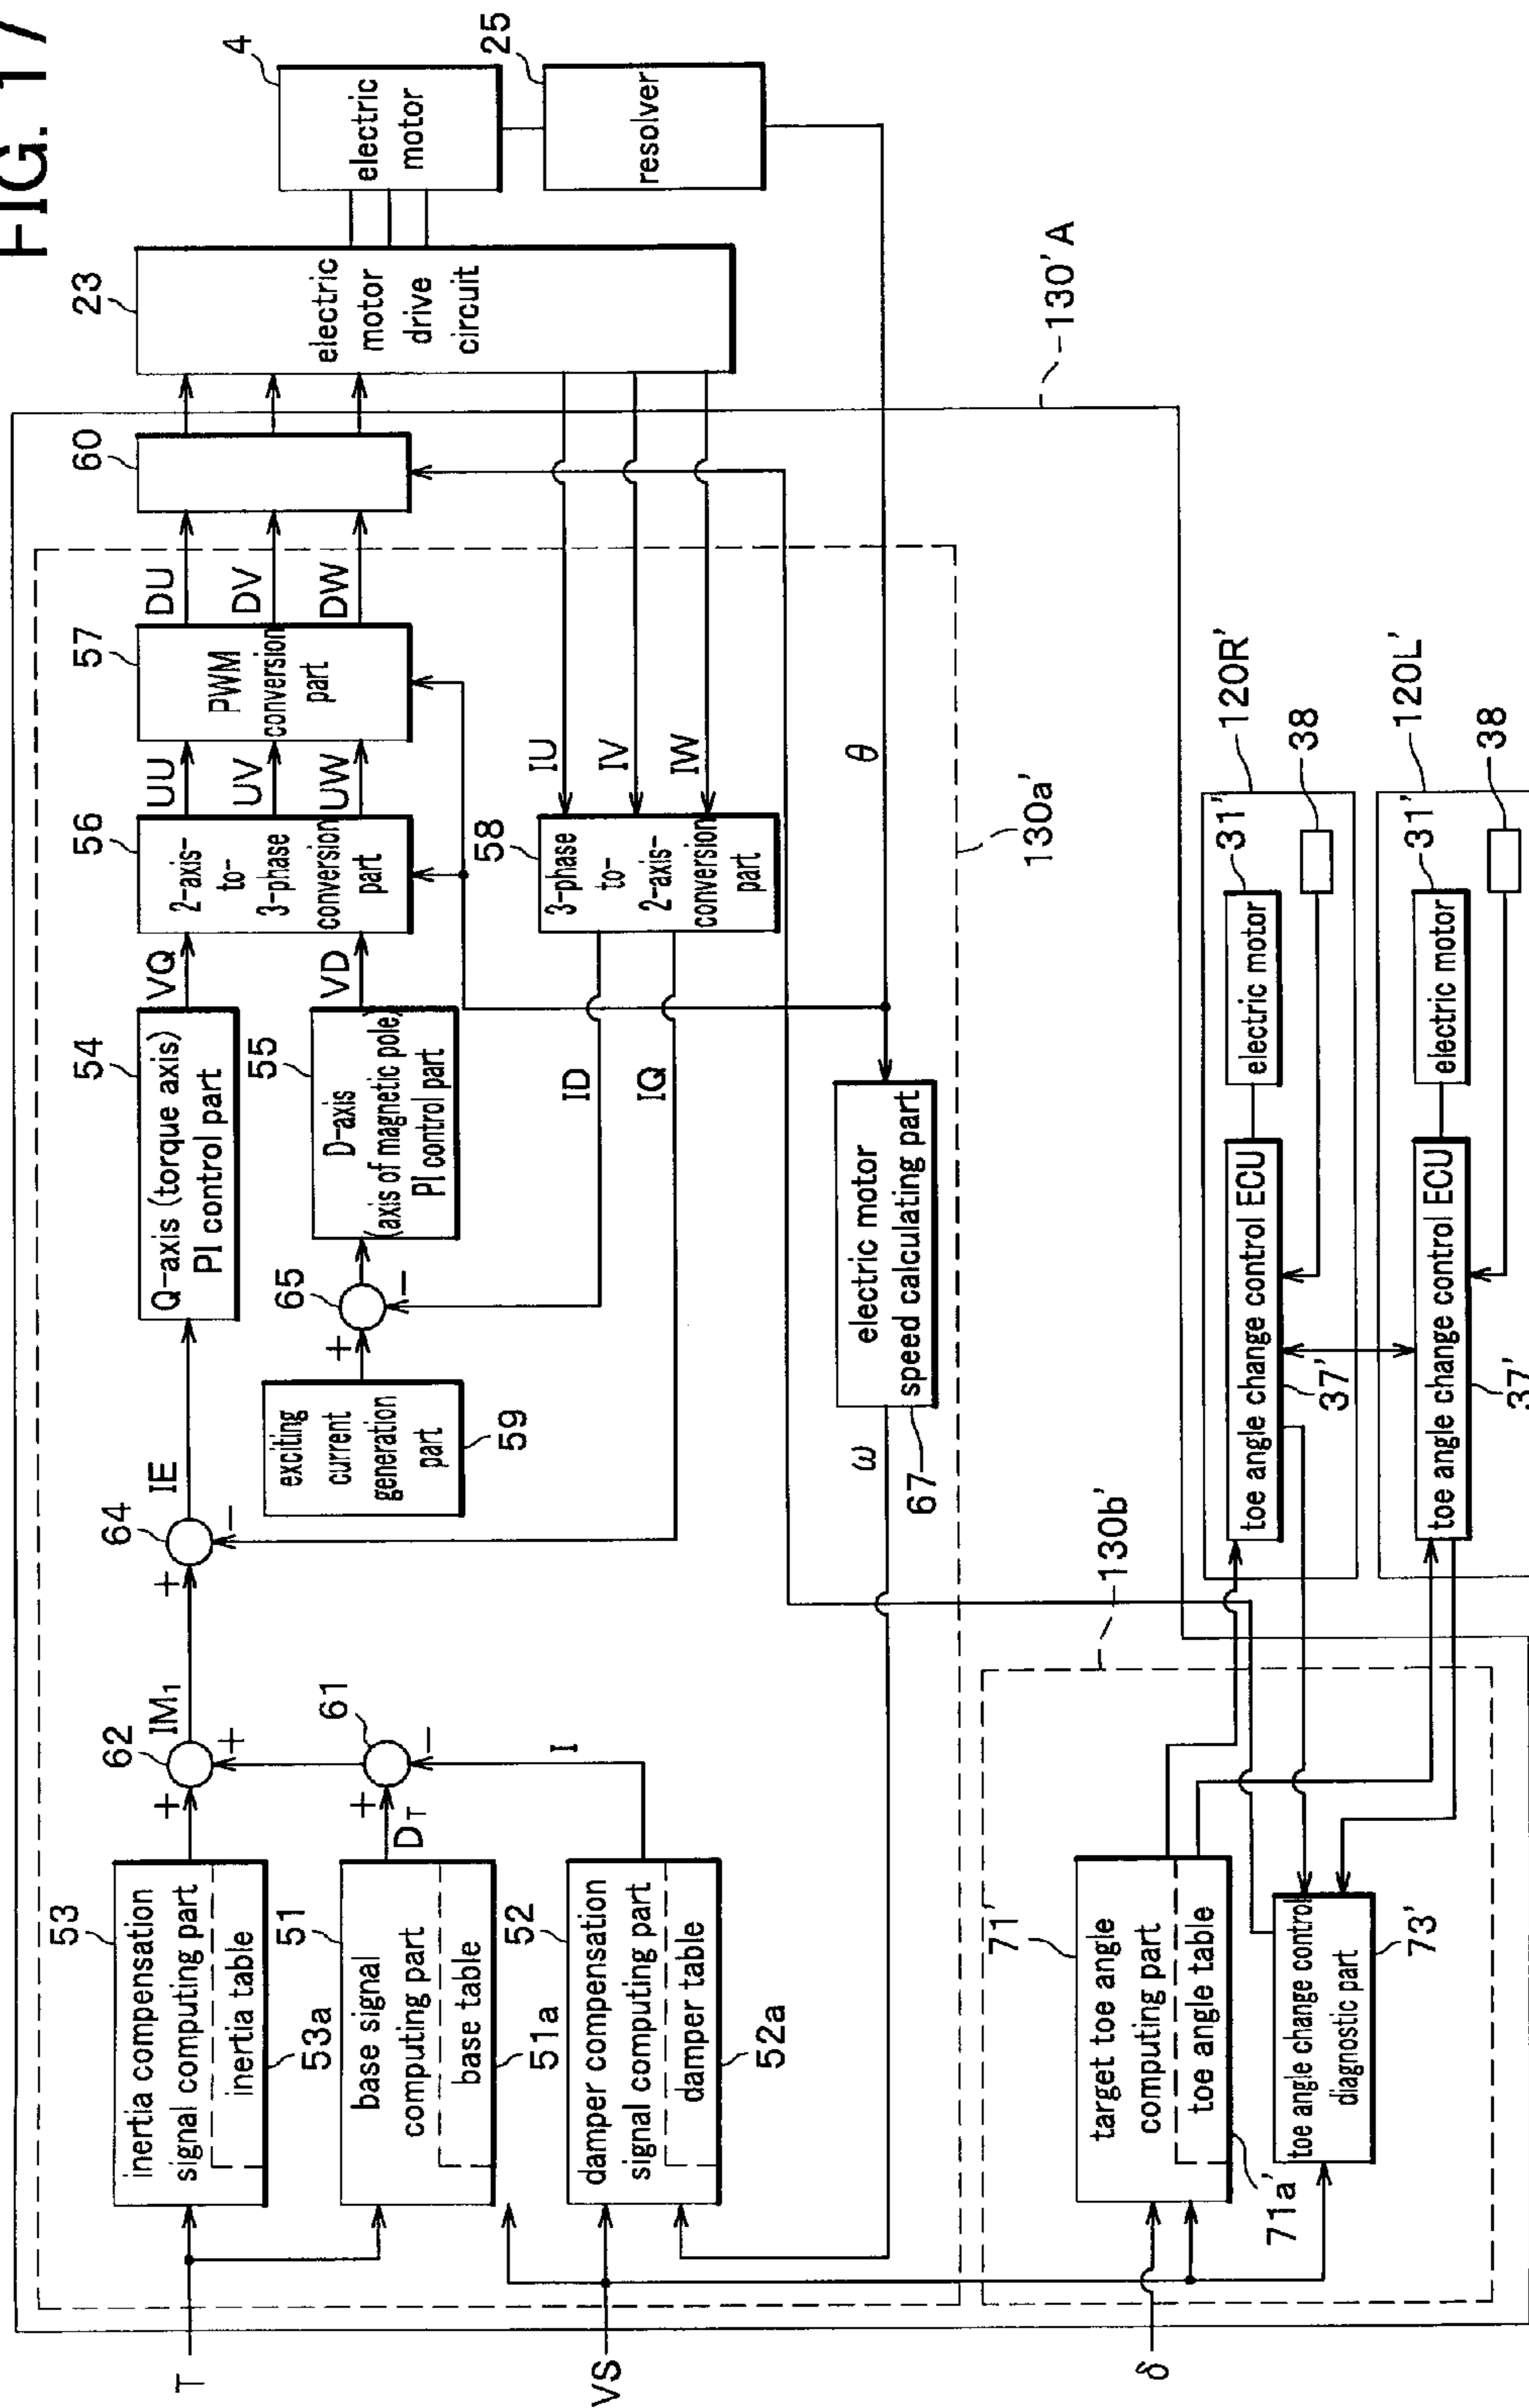 FIG. 17
T
VS
δ
53
inertia compensation
signal computing part
inertia table
53a
51
base signal
computing part
base table
51a
52
damper compensation
signal computing part
damper table
52a
+
62
+
IM1
+
61
−
DT
I
+
64
−
IE
54
Q-axis (torque axis)
PI control part
VQ
exciting
current
generation
part
59
+
65
−
55
D-axis
(axis of magnetic pole)
PI control part
VD
ID
IQ
56
2-axis-
to-
3-phase
conversion
part
UU
UV
UW
57
PWM
conversion
part
DU
DV
DW
60
58
3-phase
to-
2-axis-
conversion
part
IU
IV
IW
23
electric
motor
drive
circuit
4
electric
motor
25
resolver
θ
electric motor
speed calculating part
67
ω
130a'
130'A
130b'
71'
target toe angle
computing part
toe angle table
71a'
toe angle change control
diagnostic part
73'
120R'
toe angle change control ECU
37'
electric motor
31'
38
120L'
toe angle change control ECU
37'
electric motor
31'
38